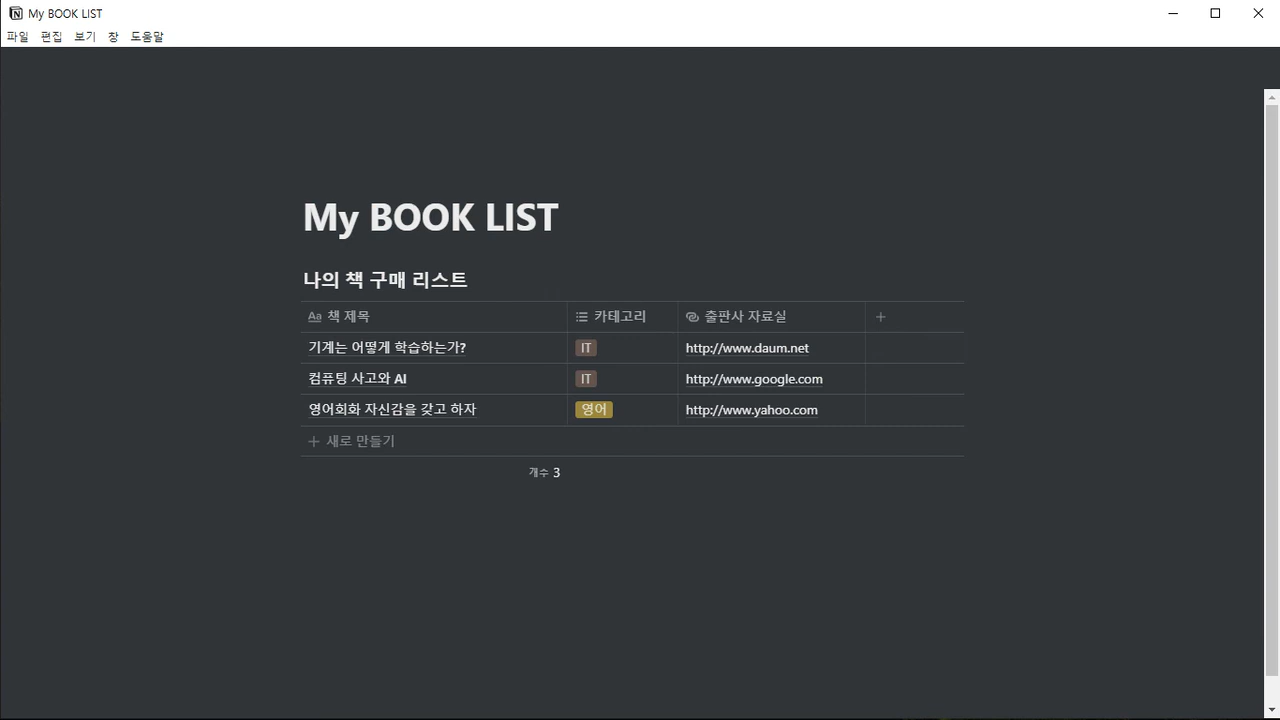 My BOOK LIST
파일 편집 보기 창 도움말
My BOOK LIST
나의 책 구매 리스트
Aa 책 제목 카테고리 출판사 자료실 +
기계는 어떻게 학습하는가? IT http://www.daum.net
컴퓨팅 사고와 AI IT http://www.google.com
영어회화 자신감을 갖고 하자 영어 http://www.yahoo.com
+ 새로 만들기
개수 3